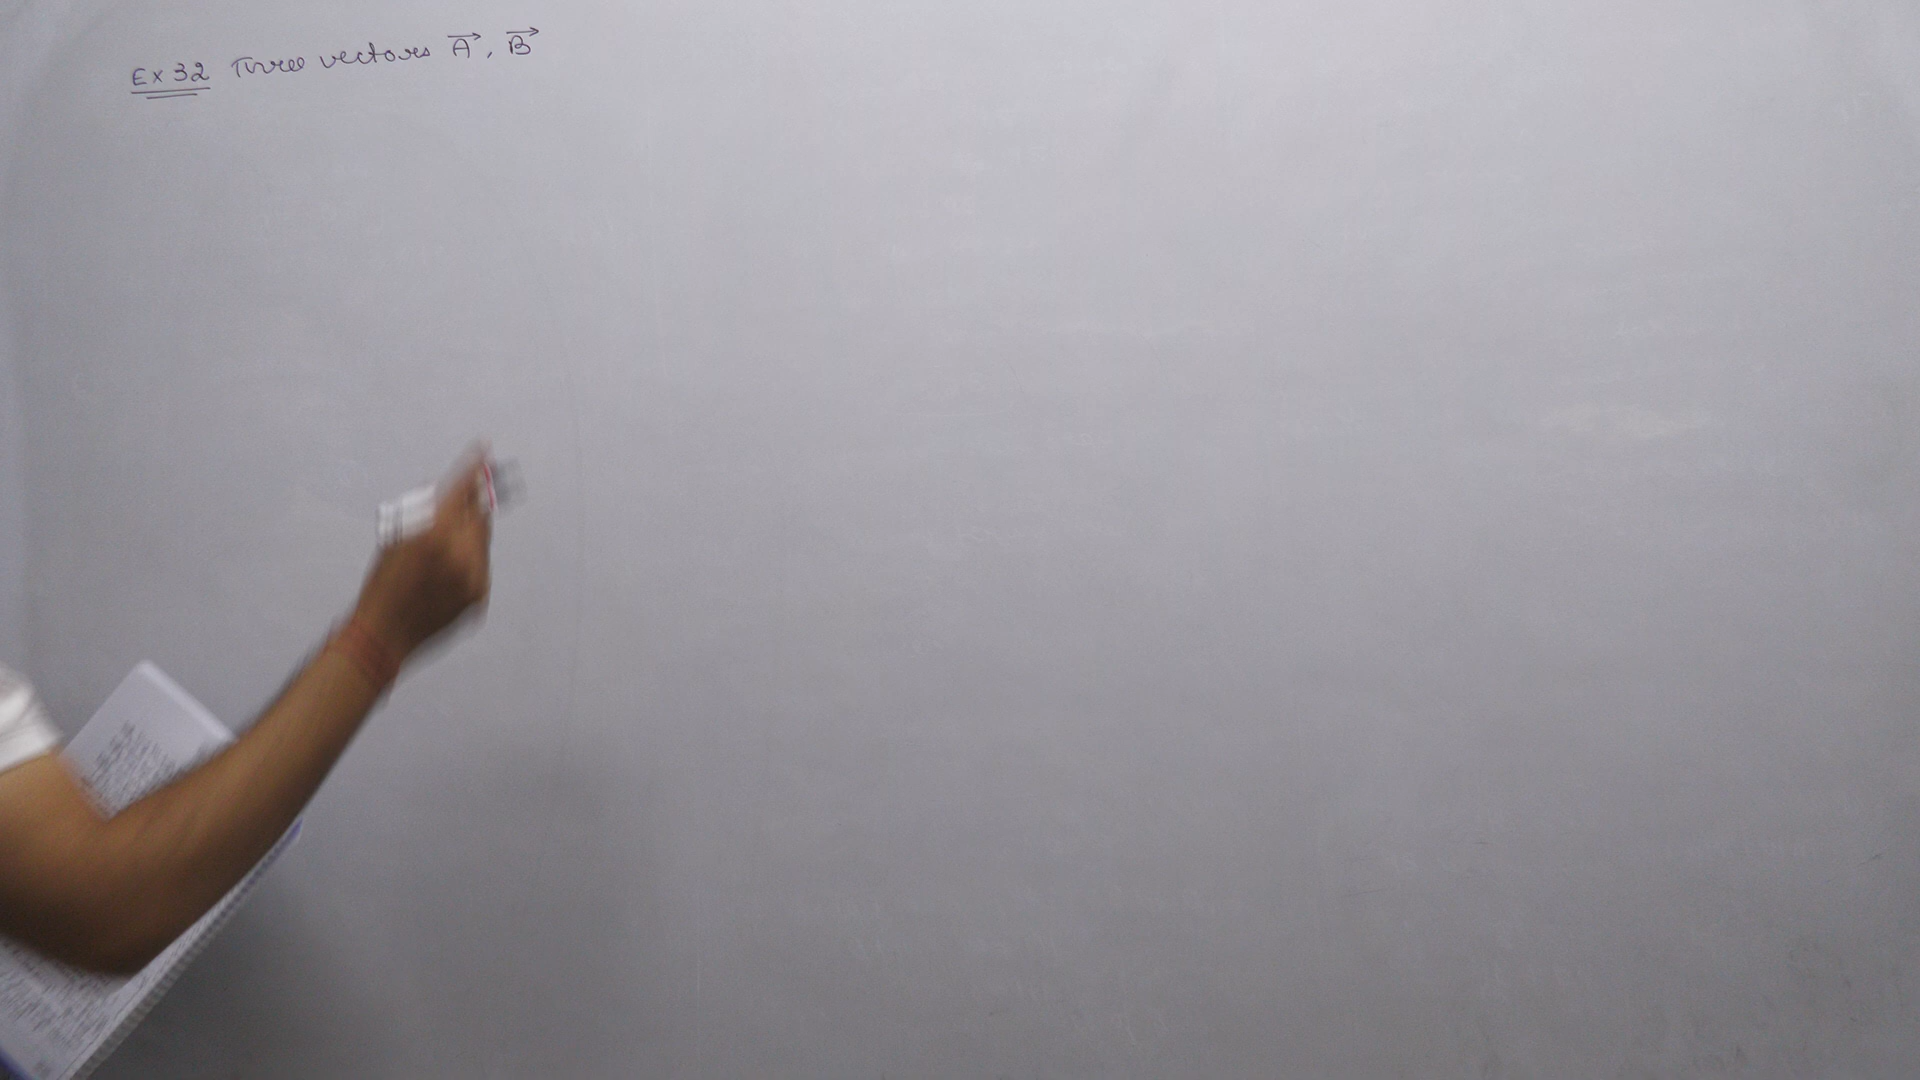 Ex 32 Three vectors A⃗, B⃗